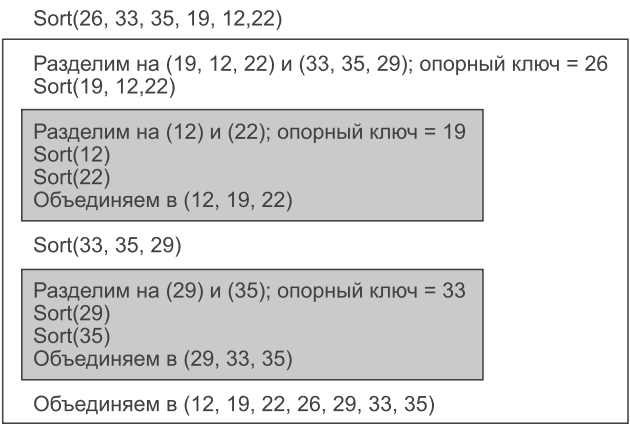 Sort(26, 33, 35, 19, 12,22)
Разделим на (19, 12, 22) и (33, 35, 29); опорный ключ = 26
Sort(19, 12,22)
Разделим на (12) и (22); опорный ключ = 19
Sort(12)
Sort(22)
Объединяем в (12, 19, 22)
Sort(33, 35, 29)
Разделим на (29) и (35); опорный ключ = 33
Sort(29)
Sort(35)
Объединяем в (29, 33, 35)
Объединяем в (12, 19, 22, 26, 29, 33, 35)